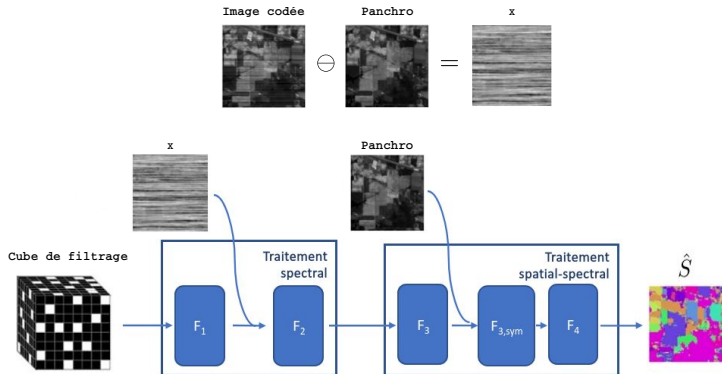 Image codée
Panchro
x
x
Panchro
Cube de filtrage
Traitement
spectral
Traitement
spatial-spectral
Ŝ
F1
F2
F3
F3,sym
F4